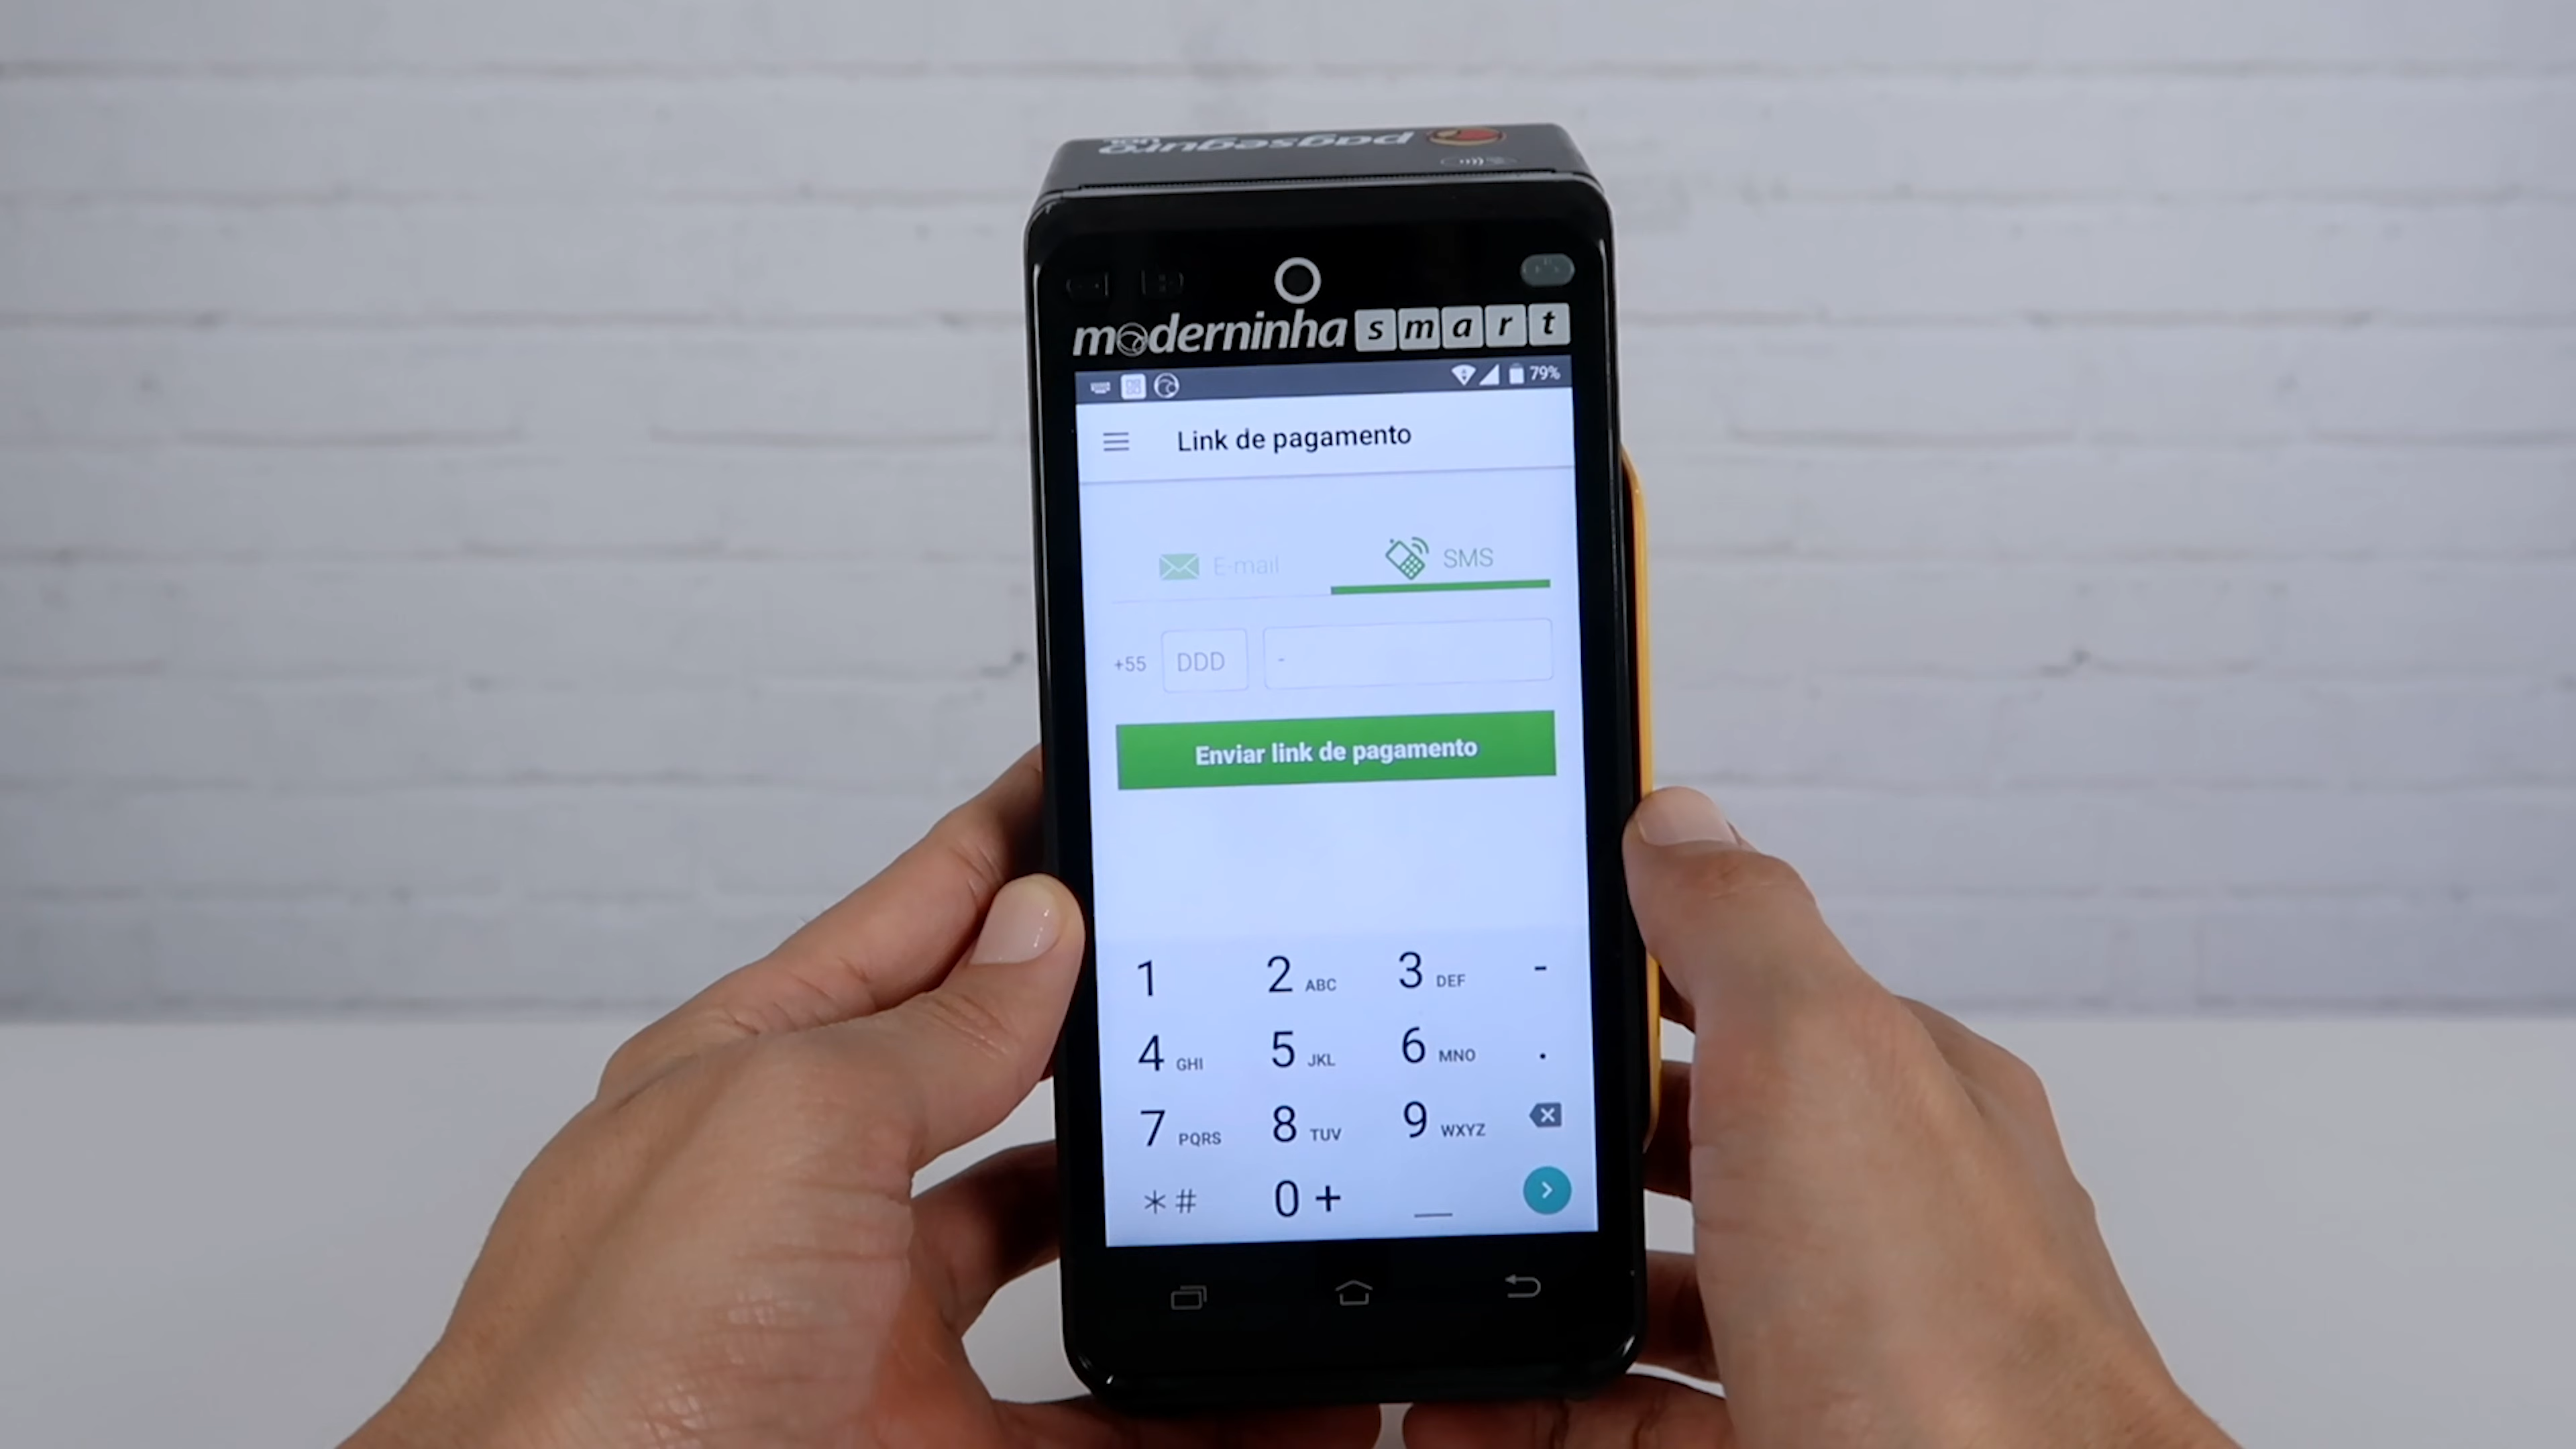 pagseguro
moderninha smart
79%
Link de pagamento
E-mail SMS
+55 DDD -
Enviar link de pagamento
1 2 ABC 3 DEF -
4 GHI 5 JKL 6 MNO .
7 PQRS 8 TUV 9 WXYZ
* # 0 +